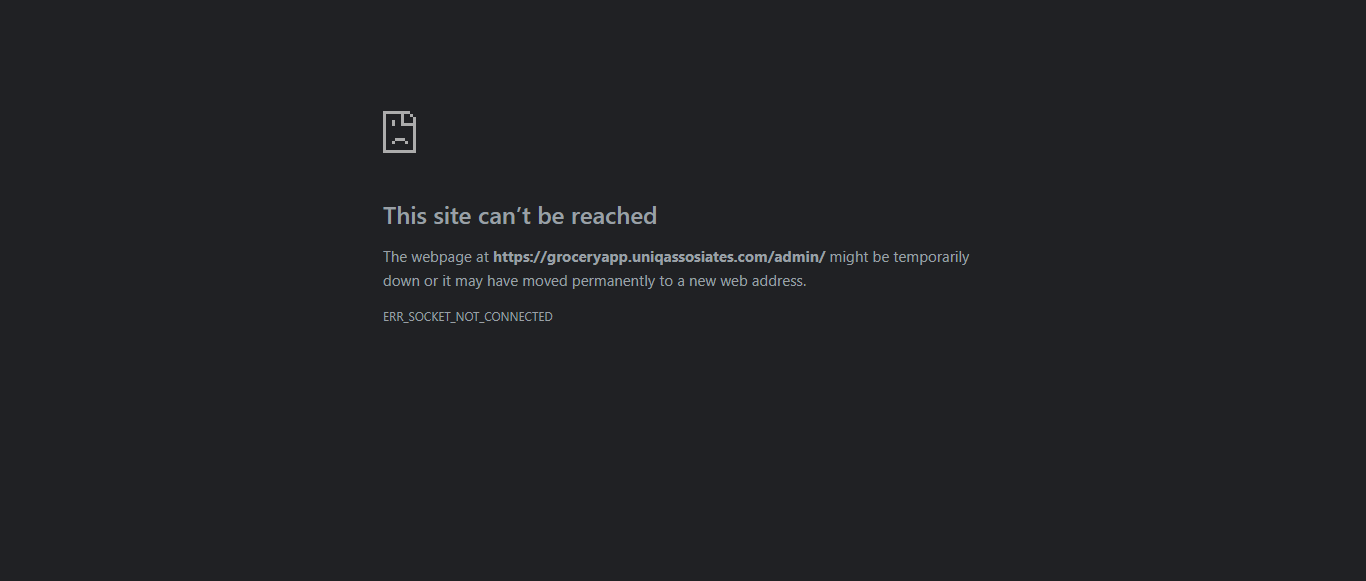 This site can’t be reached
The webpage at https://groceryapp.uniqassosiates.com/admin/ might be temporarily
down or it may have moved permanently to a new web address.
ERR_SOCKET_NOT_CONNECTED